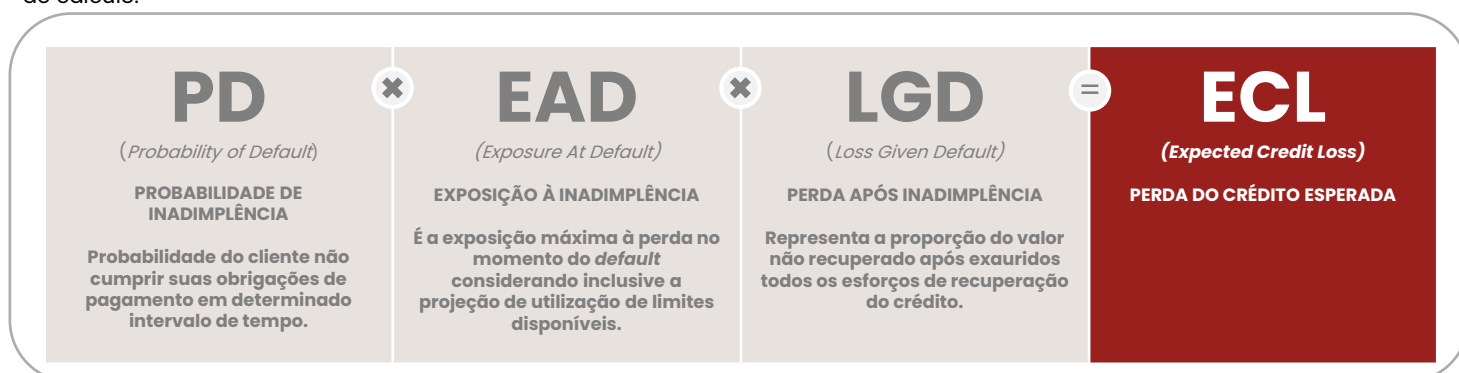 de cálculo:
PD
✖
EAD
✖
LGD
=
ECL
(Probability of Default)
(Exposure At Default)
(Loss Given Default)
(Expected Credit Loss)
PROBABILIDADE DE
INADIMPLÊNCIA
Probabilidade do cliente não
cumprir suas obrigações de
pagamento em determinado
intervalo de tempo.
EXPOSIÇÃO À INADIMPLÊNCIA
É a exposição máxima à perda no
momento do default
considerando inclusive a
projeção de utilização de limites
disponíveis.
PERDA APÓS INADIMPLÊNCIA
Representa a proporção do valor
não recuperado após exauridos
todos os esforços de recuperação
do crédito.
PERDA DO CRÉDITO ESPERADA